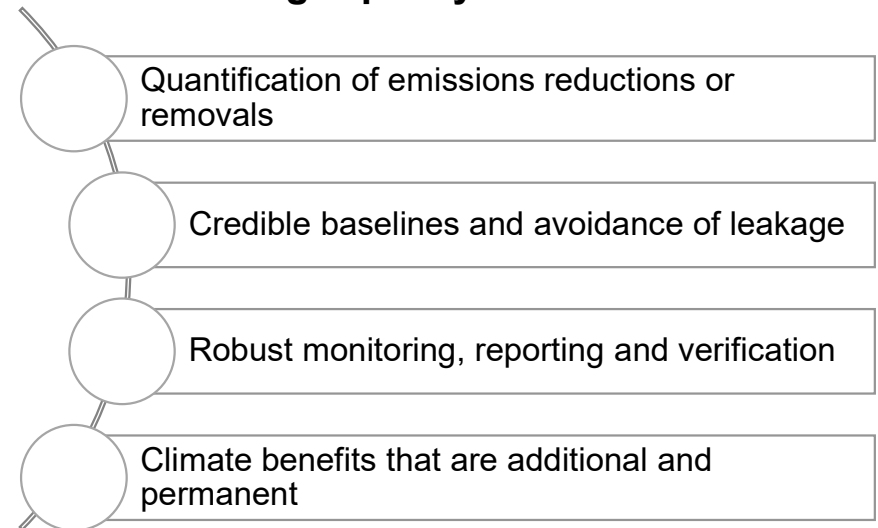 Quantification of emissions reductions or
removals
Credible baselines and avoidance of leakage
Robust monitoring, reporting and verification
Climate benefits that are additional and
permanent